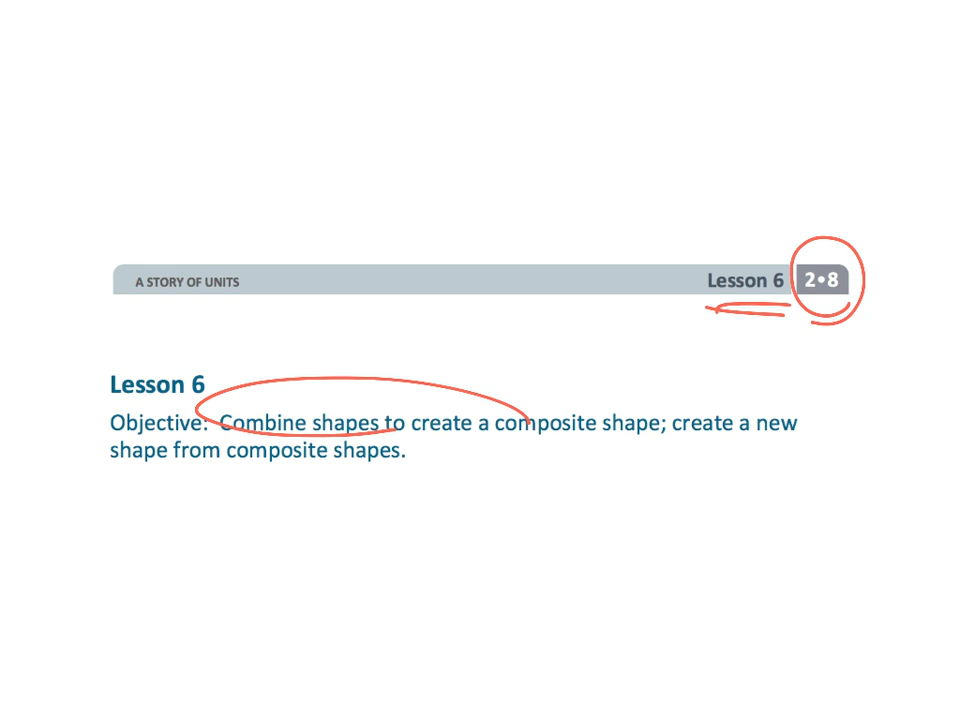 A STORY OF UNITS
Lesson 6
2•8
Lesson 6
Objective: Combine shapes to create a composite shape; create a new
shape from composite shapes.